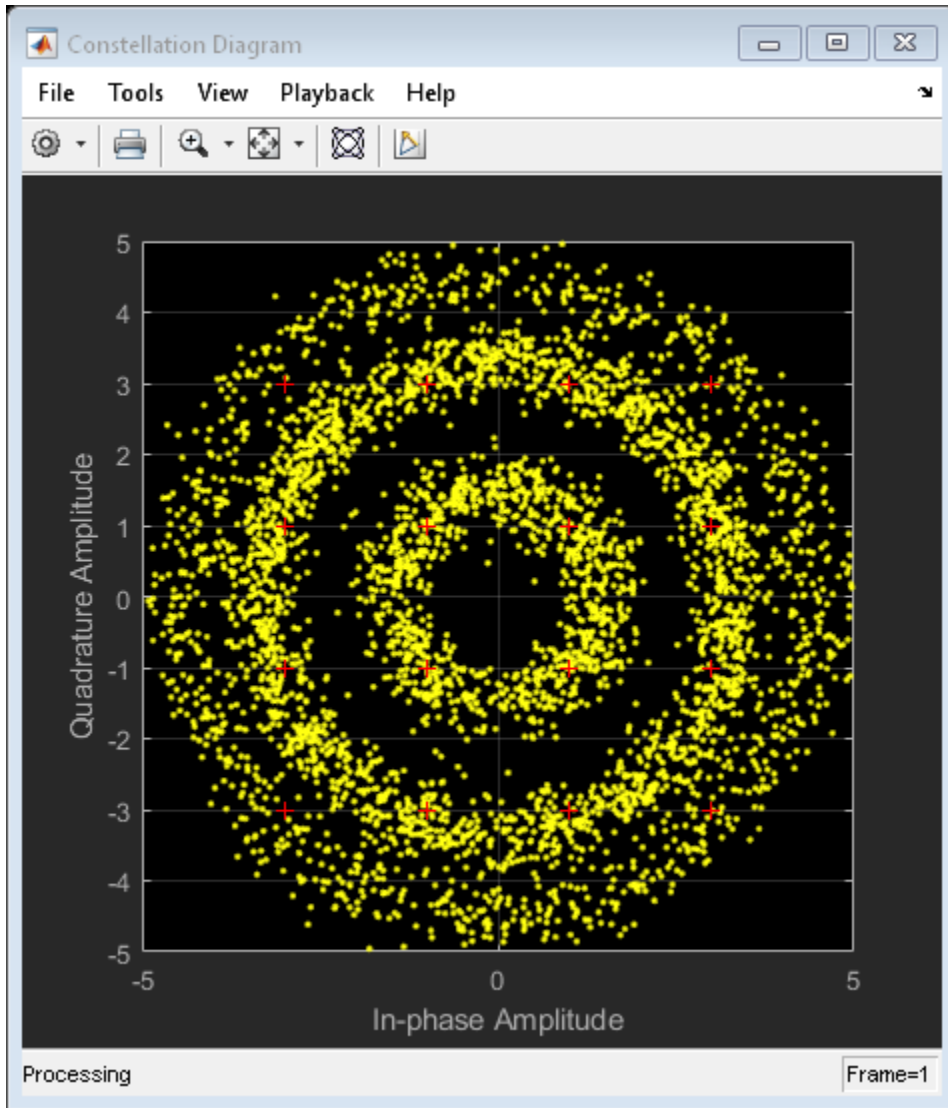 Constellation Diagram
File Tools View Playback Help
5
4
3
2
1
0
-1
-2
-3
-4
-5
Quadrature Amplitude
-5 0 5
In-phase Amplitude
Processing Frame=1